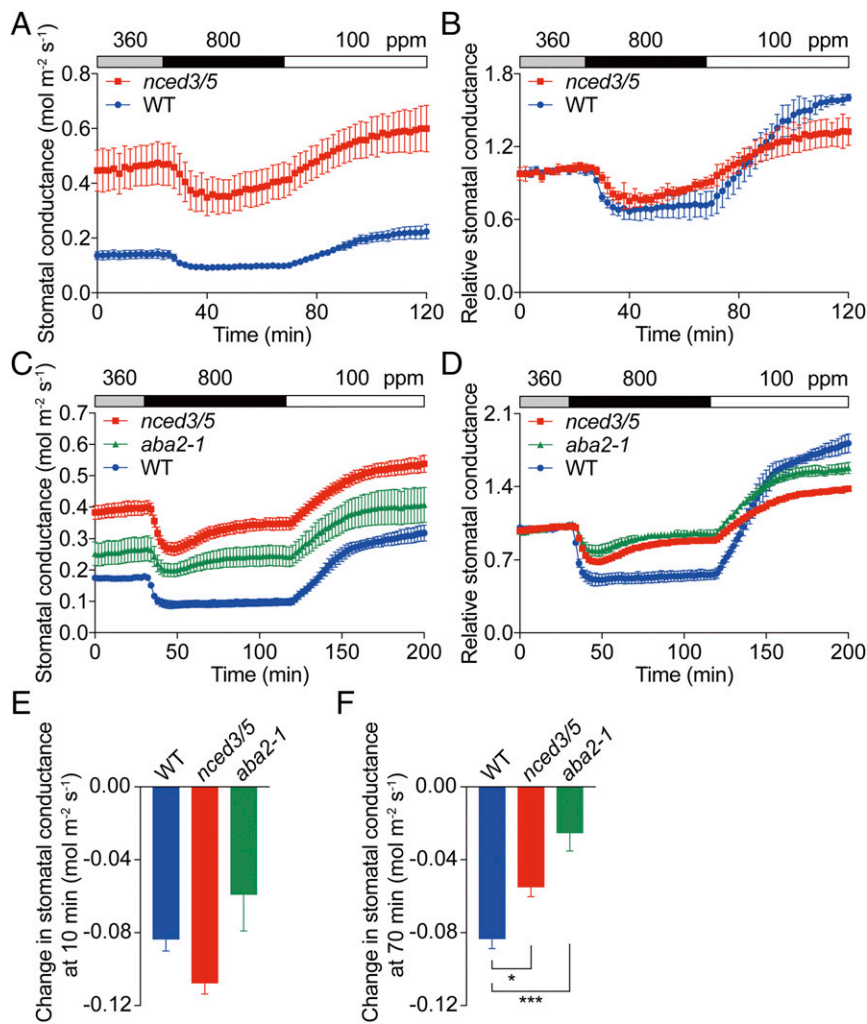 A
360 800 100 ppm
nced3/5
WT
Stomatal conductance (mol m⁻² s⁻¹)
0.8
0.6
0.4
0.2
0.0
0 40 80 120
Time (min)
B
360 800 100 ppm
nced3/5
WT
Relative stomatal conductance
1.8
1.2
0.6
0.0
0 40 80 120
Time (min)
C
360 800 100 ppm
nced3/5
aba2-1
WT
Stomatal conductance (mol m⁻² s⁻¹)
0.7
0.6
0.5
0.4
0.3
0.2
0.1
0.0
0 50 100 150 200
Time (min)
D
360 800 100 ppm
nced3/5
aba2-1
WT
Relative stomatal conductance
2.1
1.4
0.7
0.0
0 50 100 150 200
Time (min)
E
WT nced3/5 aba2-1
Change in stomatal conductance
at 10 min (mol m⁻² s⁻¹)
0.00
-0.04
-0.08
-0.12
F
WT nced3/5 aba2-1
Change in stomatal conductance
at 70 min (mol m⁻² s⁻¹)
0.00
-0.04
-0.08
-0.12
*
***